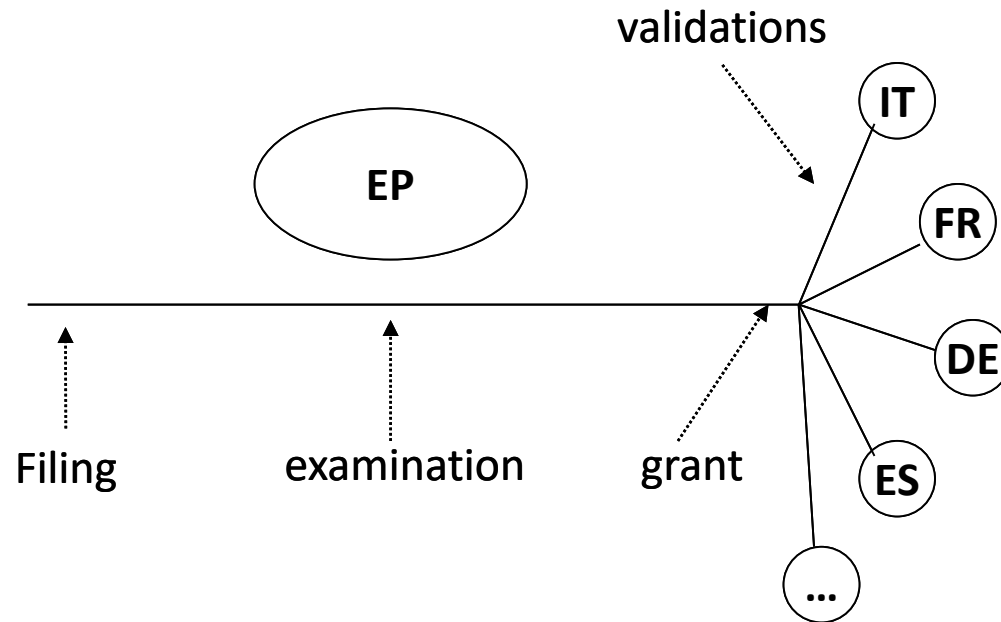 validations
IT
EP
FR
DE
Filing
examination
grant
ES
...